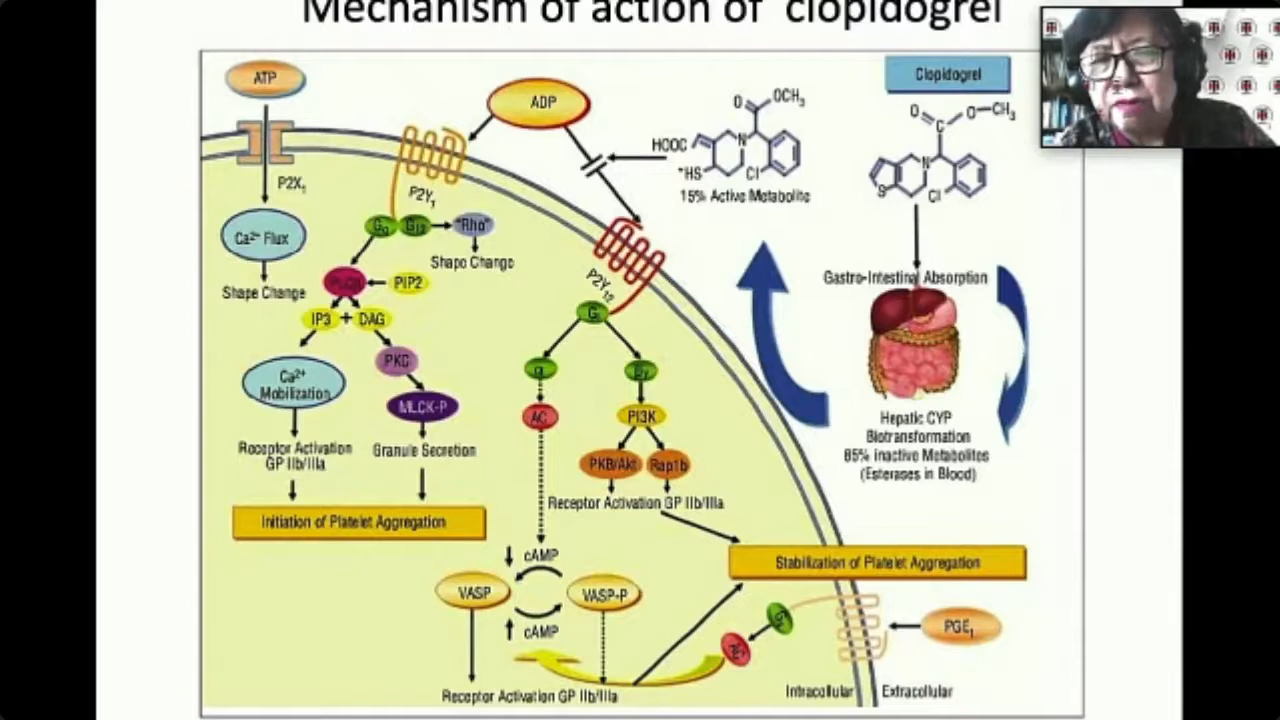 Mechanism of action of clopidogrel
ATP
ADP
Clopidogrel
O
OCH3
O
O—CH3
C
HOOC
N
N
-HS
Cl
S
Cl
15% Active Metabolite
P2X1
P2Y1
Gq
G12
"Rho"
Ca2+ Flux
Shape Change
Shape Change
PIP2
P2Y12
Gastro-Intestinal Absorption
IP3 + DAG
PKC
Ca2+
Mobilization
MLCK-P
AC
PI3K
Hepatic CYP
Biotransformation
85% inactive Metabolites
(Esterases in Blood)
Receptor Activation
GP IIb/IIIa
Granule Secretion
PKB/Akt
Rap1b
Receptor Activation GP IIb/IIIa
Initiation of Platelet Aggregation
cAMP
Stabilization of Platelet Aggregation
VASP
VASP-P
cAMP
PGE1
Receptor Activation GP IIb/IIIa
Intracellular
Extracellular